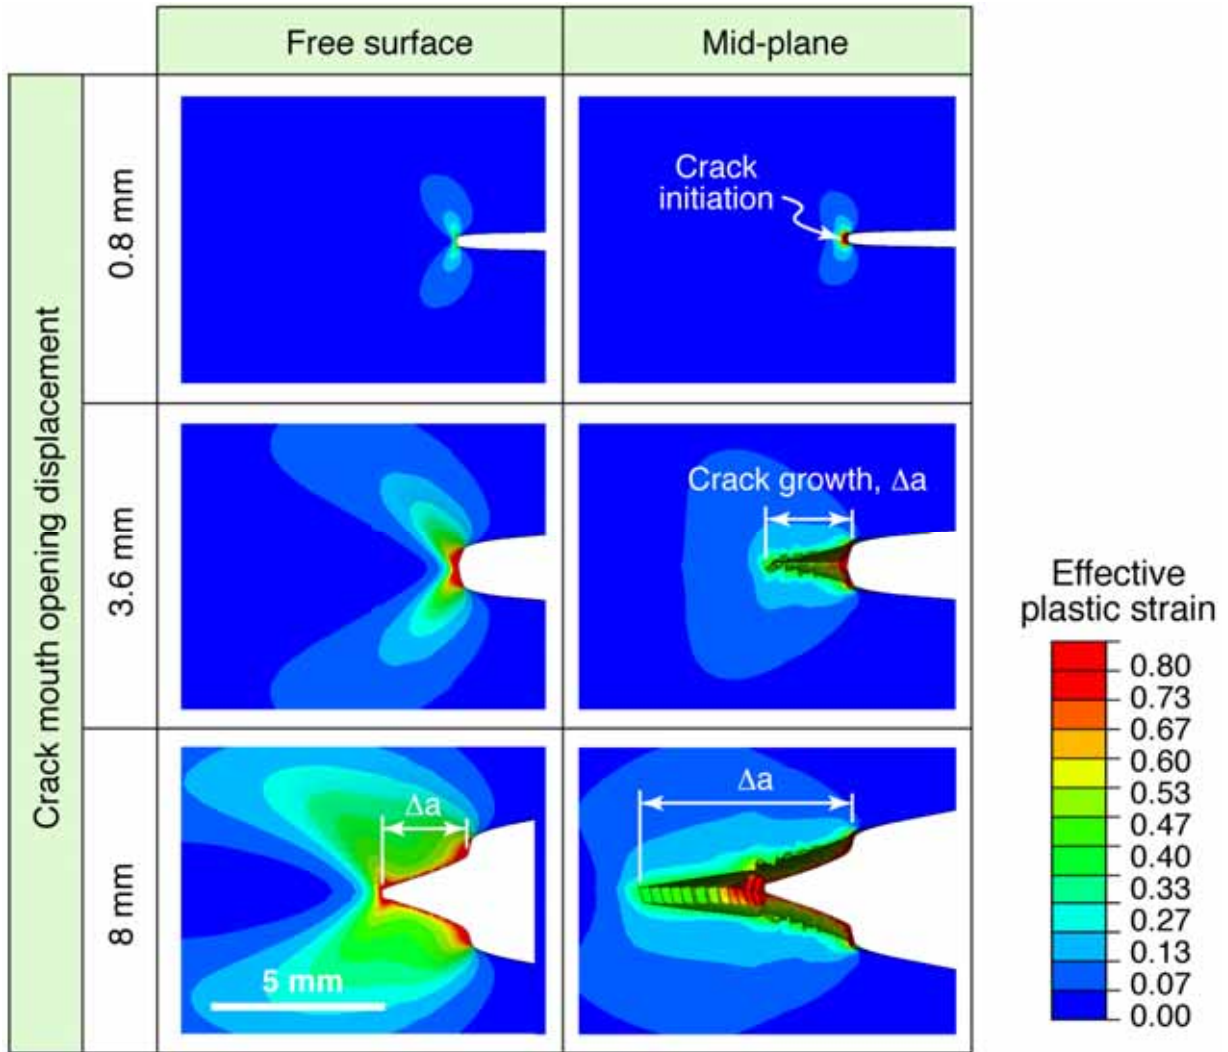 Free surface
Mid-plane
Crack mouth opening displacement
0.8 mm
Crack
initiation
3.6 mm
Crack growth, Δa
8 mm
Δa
5 mm
Δa
Effective
plastic strain
0.80
0.73
0.67
0.60
0.53
0.47
0.40
0.33
0.27
0.13
0.07
0.00